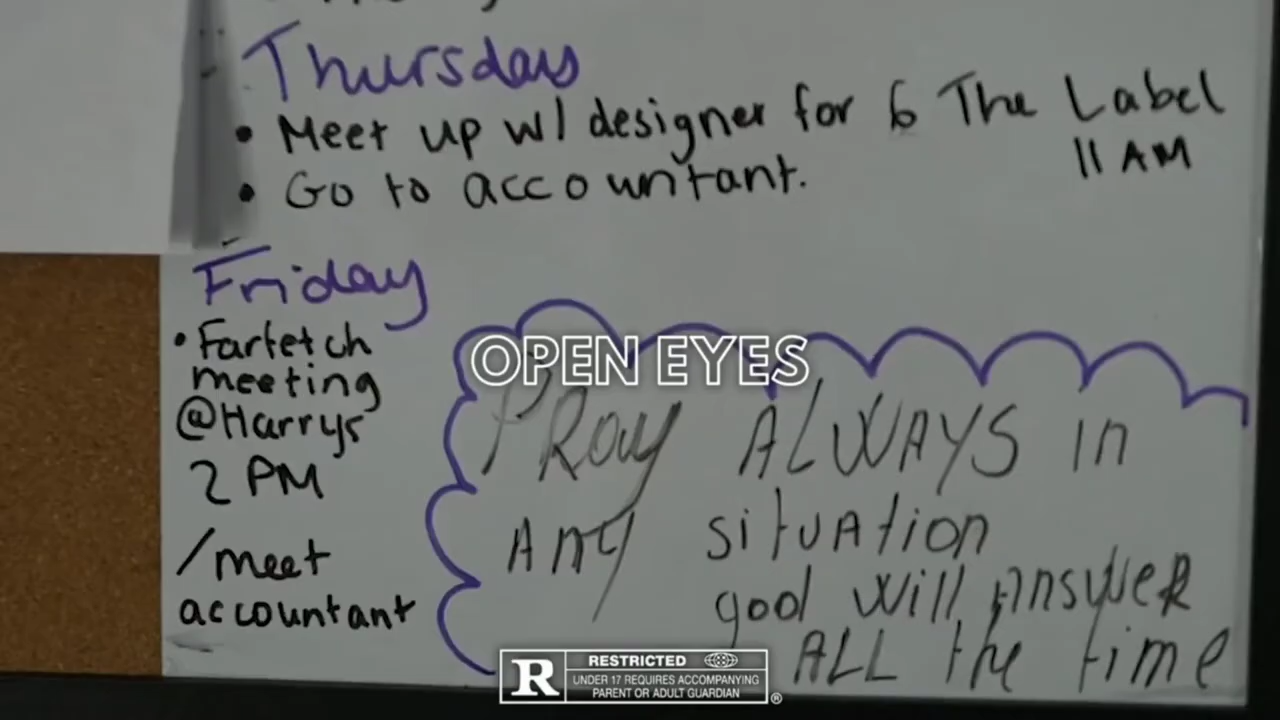 Thursday
• Meet up w/ designer for 6 The Label
11 AM
• Go to accountant.
Friday
• Farfetch
meeting
@Harrys
2 PM
/meet
accountant
OPEN EYES
PRay ALWAYS in
Any situation
god will Answer
ALL the time
R RESTRICTED
UNDER 17 REQUIRES ACCOMPANYING
PARENT OR ADULT GUARDIAN
®